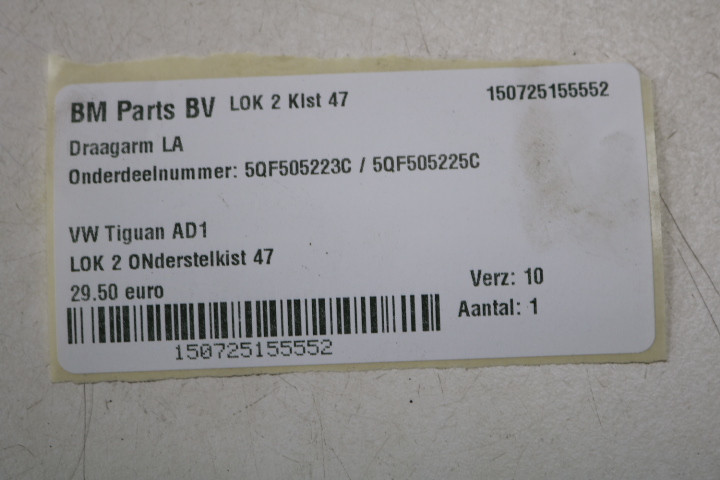 BM Parts BV LOK 2 KIst 47 150725155552
Draagarm LA
Onderdeelnummer: 5QF505223C / 5QF505225C
VW Tiguan AD1
LOK 2 ONderstelkist 47
29.50 euro
Verz: 10
Aantal: 1
150725155552